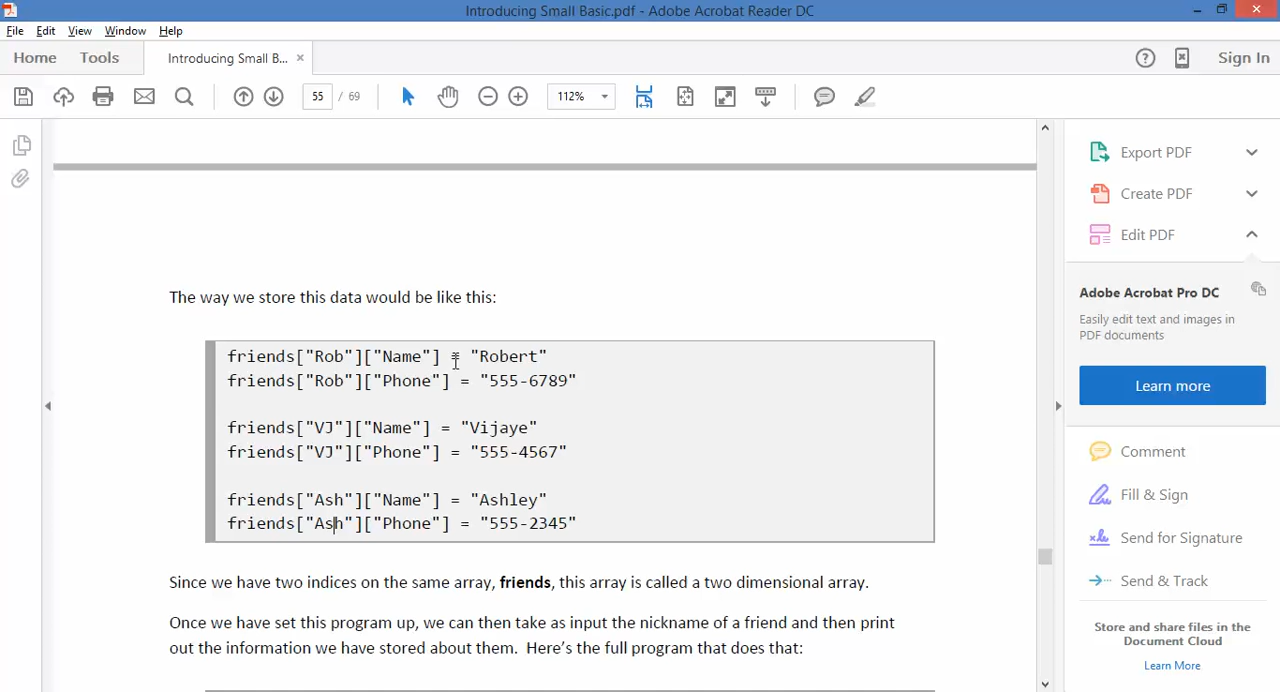 Introducing Small Basic.pdf - Adobe Acrobat Reader DC
File Edit View Window Help
Home Tools Introducing Small B... × Sign In
55 / 69 112%
Export PDF
Create PDF
Edit PDF
Adobe Acrobat Pro DC
Easily edit text and images in
PDF documents
Learn more
Comment
Fill & Sign
Send for Signature
Send & Track
Store and share files in the
Document Cloud
Learn More
The way we store this data would be like this:
friends["Rob"]["Name"] = "Robert"
friends["Rob"]["Phone"] = "555-6789"
friends["VJ"]["Name"] = "Vijaye"
friends["VJ"]["Phone"] = "555-4567"
friends["Ash"]["Name"] = "Ashley"
friends["Ash"]["Phone"] = "555-2345"
Since we have two indices on the same array, friends, this array is called a two dimensional array.
Once we have set this program up, we can then take as input the nickname of a friend and then print
out the information we have stored about them.  Here’s the full program that does that: